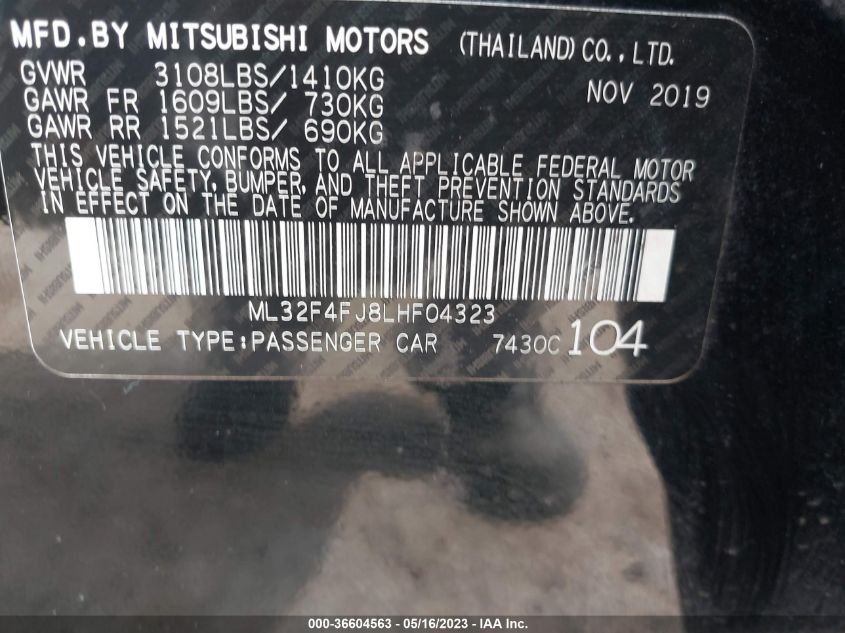 MFD.BY MITSUBISHI MOTORS (THAILAND) CO.,LTD.
GVWR 3108LBS/1410KG NOV 2019
GAWR FR 1609LBS/ 730KG
GAWR RR 1521LBS/ 690KG
THIS VEHICLE CONFORMS TO ALL APPLICABLE FEDERAL MOTOR
VEHICLE SAFETY, BUMPER, AND THEFT PREVENTION STANDARDS
IN EFFECT ON THE DATE OF MANUFACTURE SHOWN ABOVE.
ML32F4FJ8LHF04323
VEHICLE TYPE:PASSENGER CAR 7430C 104
000-36604563 - 05/16/2023 - IAA Inc.